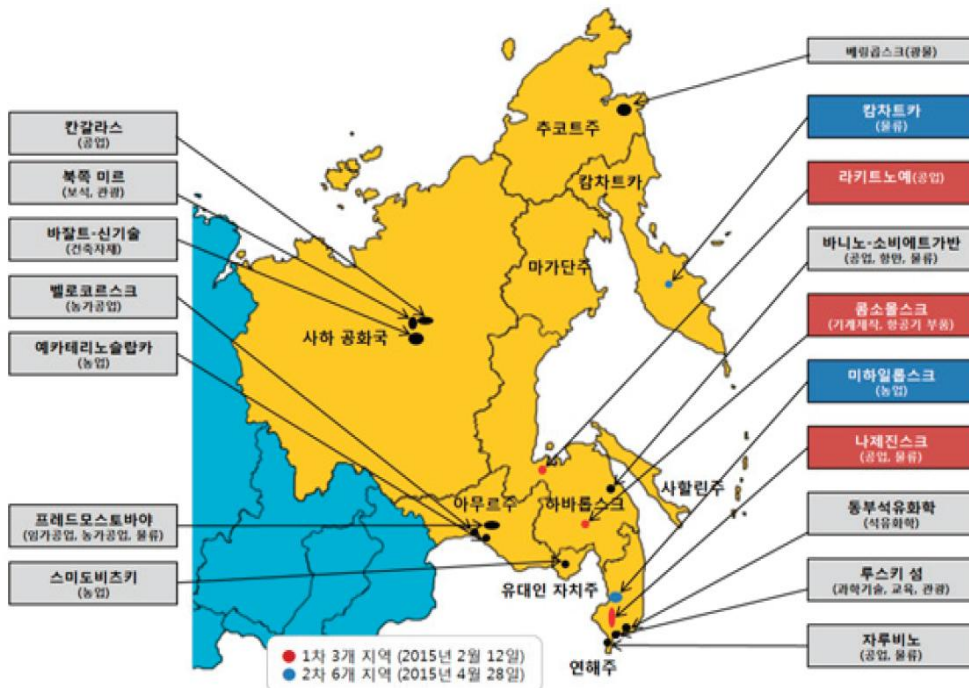 칸갈라스
(공업)
북쪽 미르
(보석, 관광)
바잘트-신기술
(건축자재)
벨로코르스크
(농가공업)
예카테리노슬랍카
(농업)
프레드모스토바야
(임가공업, 농가공업, 물류)
스미도비츠키
(농업)
추코트주
캄차트카
마가단주
사하 공화국
아무르주
하바롭스크
사할린주
유대인 자치주
연해주
베링곱스크(광물)
캄차트카
(물류)
라키트노예(공업)
바니노-소비에트가반
(공업, 항만, 물류)
콤소몰스크
(기계제작, 항공기 부품)
미하일롭스크
(농업)
나제진스크
(공업, 물류)
동부석유화학
(석유화학)
루스키 섬
(과학기술, 교육, 관광)
자루비노
(공업, 물류)
1차 3개 지역 (2015년 2월 12일)
2차 6개 지역 (2015년 4월 28일)